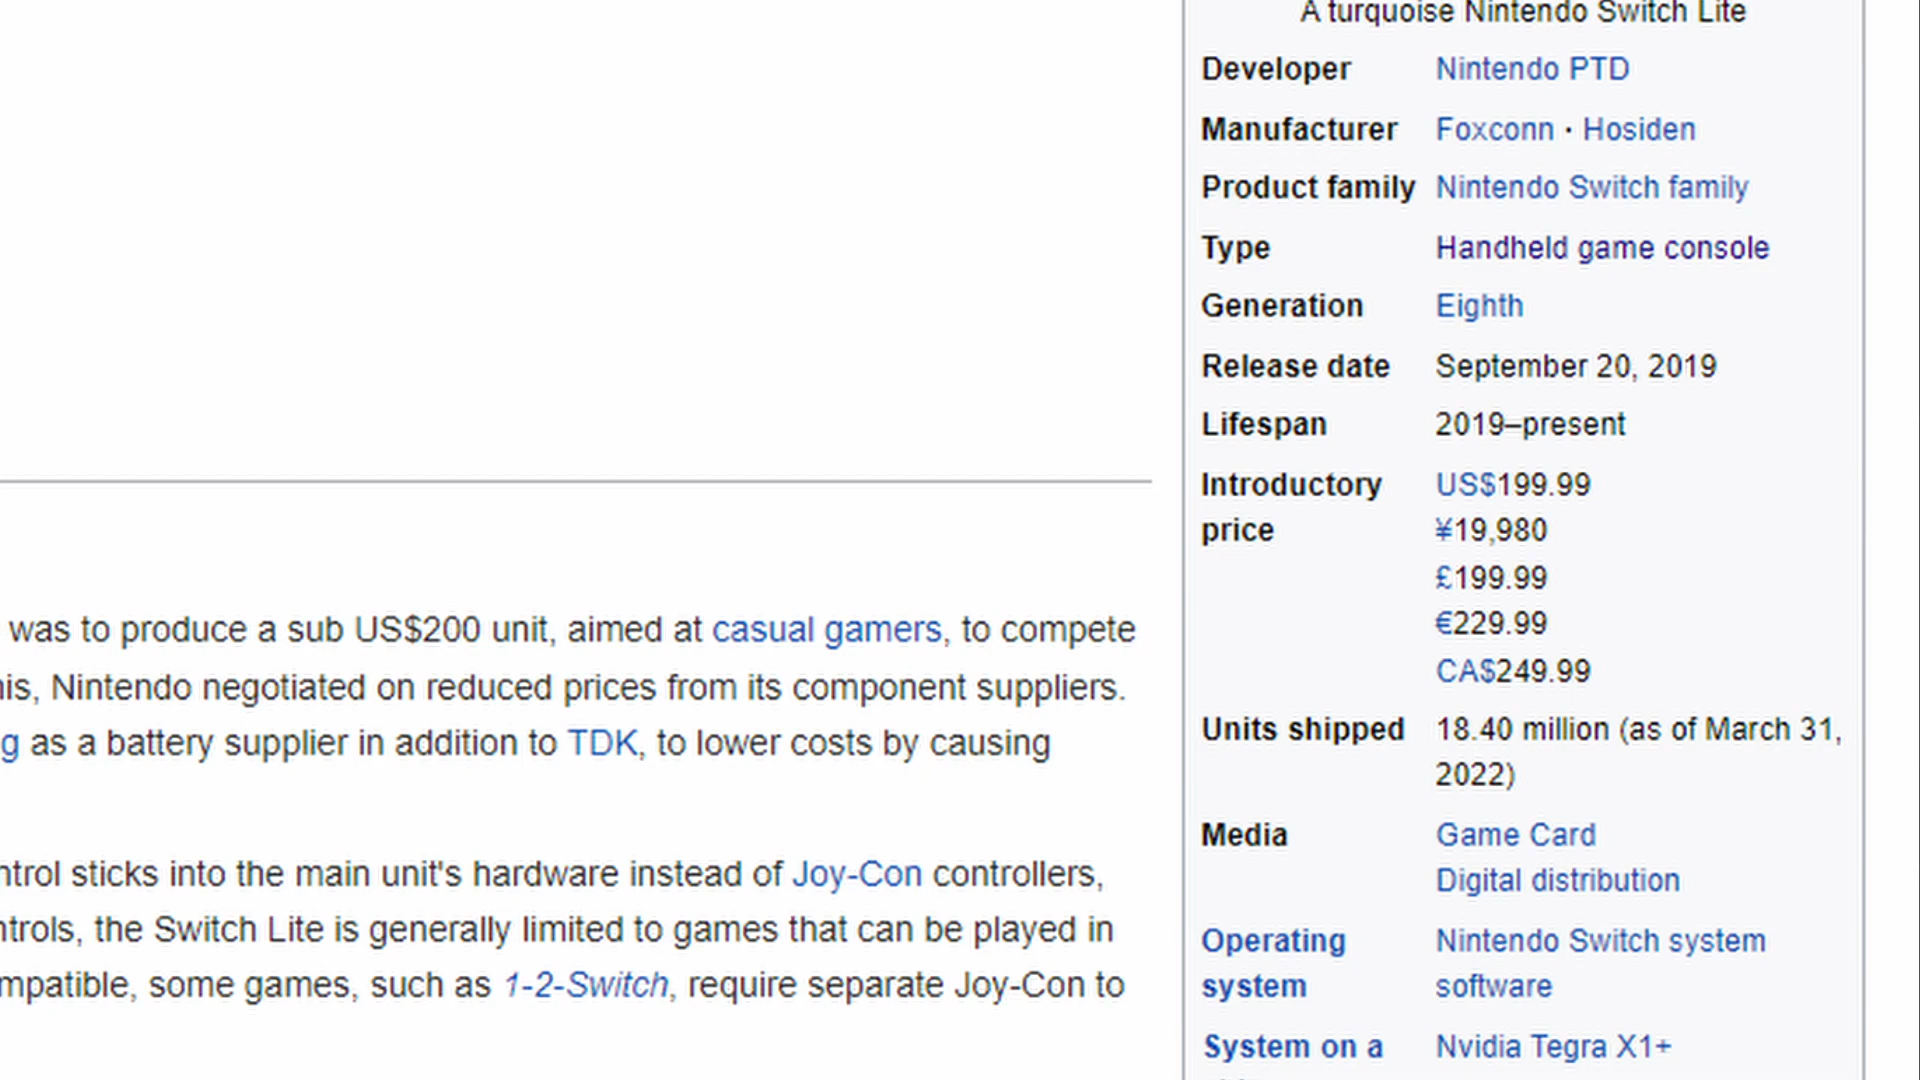 A turquoise Nintendo Switch Lite
Developer Nintendo PTD
Manufacturer Foxconn · Hosiden
Product family Nintendo Switch family
Type Handheld game console
Generation Eighth
Release date September 20, 2019
Lifespan 2019–present
Introductory price US$199.99
¥19,980
£199.99
€229.99
CA$249.99
Units shipped 18.40 million (as of March 31,
2022)
Media Game Card
Digital distribution
Operating system Nintendo Switch system
software
System on a Nvidia Tegra X1+
was to produce a sub US$200 unit, aimed at casual gamers, to compete
Nintendo negotiated on reduced prices from its component suppliers.
as a battery supplier in addition to TDK, to lower costs by causing
sticks into the main unit's hardware instead of Joy-Con controllers,
the Switch Lite is generally limited to games that can be played in
some games, such as 1-2-Switch, require separate Joy-Con to